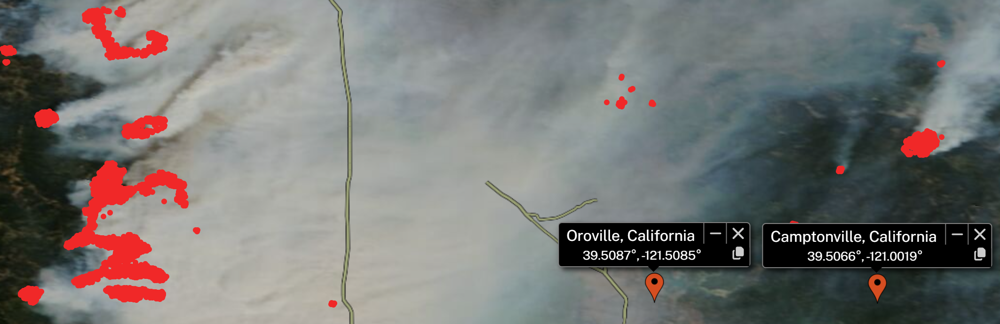 Oroville, California
39.5087°, -121.5085°
Camptonville, California
39.5066°, -121.0019°